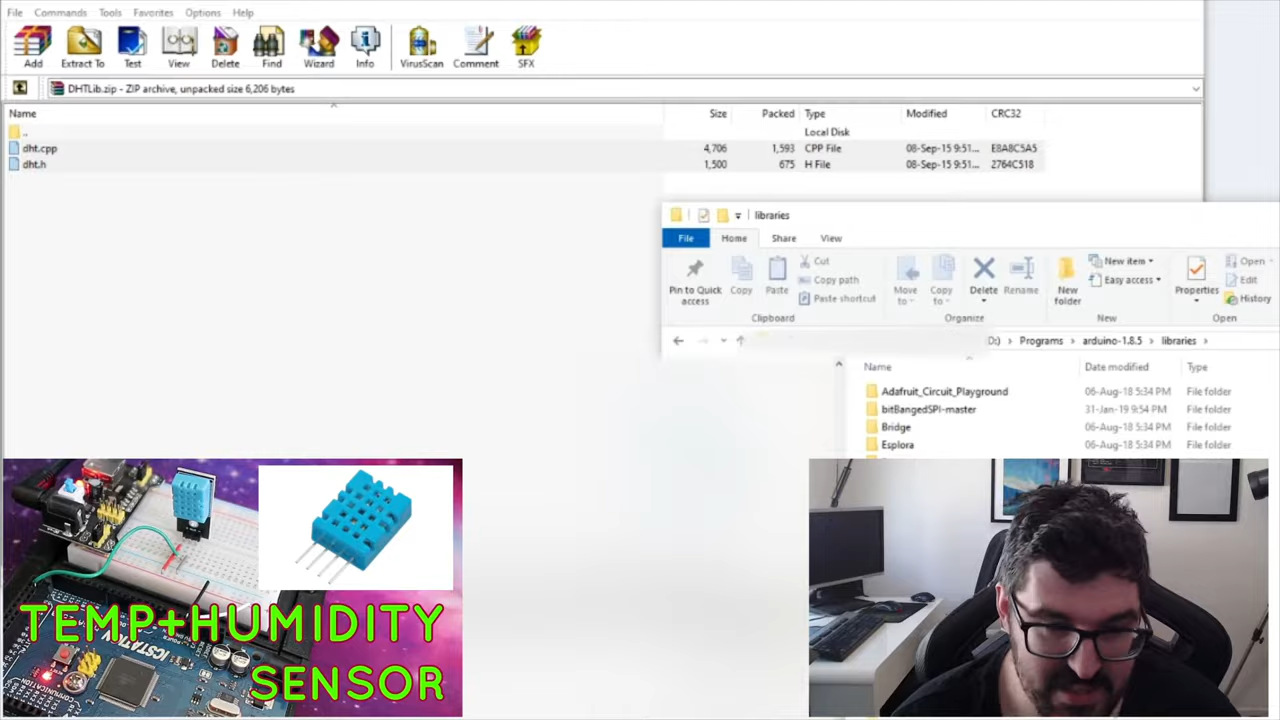 File Commands Tools Favorites Options Help
Add Extract To Test View Delete Find Wizard Info VirusScan Comment SFX
DHTLib.zip - ZIP archive, unpacked size 6,206 bytes
Name Size Packed Type Modified CRC32
.. Local Disk
dht.cpp 4,706 1,593 CPP File 08-Sep-15 9:51... E8A8C5A5
dht.h 1,500 675 H File 08-Sep-15 9:51... 2764C518
libraries
File Home Share View
Pin to Quick access
Copy
Paste
Cut
Copy path
Paste shortcut
Move to
Copy to
Delete
Rename
New folder
New item
Easy access
Properties
Open
Edit
History
Clipboard Organize New Open
D:) Programs arduino-1.8.5 libraries
Name Date modified Type
Adafruit_Circuit_Playground 06-Aug-18 5:34 PM File folder
bitBangedSPI-master 31-Jan-19 9:54 PM File folder
Bridge 06-Aug-18 5:34 PM File folder
Esplora 06-Aug-18 5:34 PM File folder
TEMP+HUMIDITY
SENSOR
ICSTATION